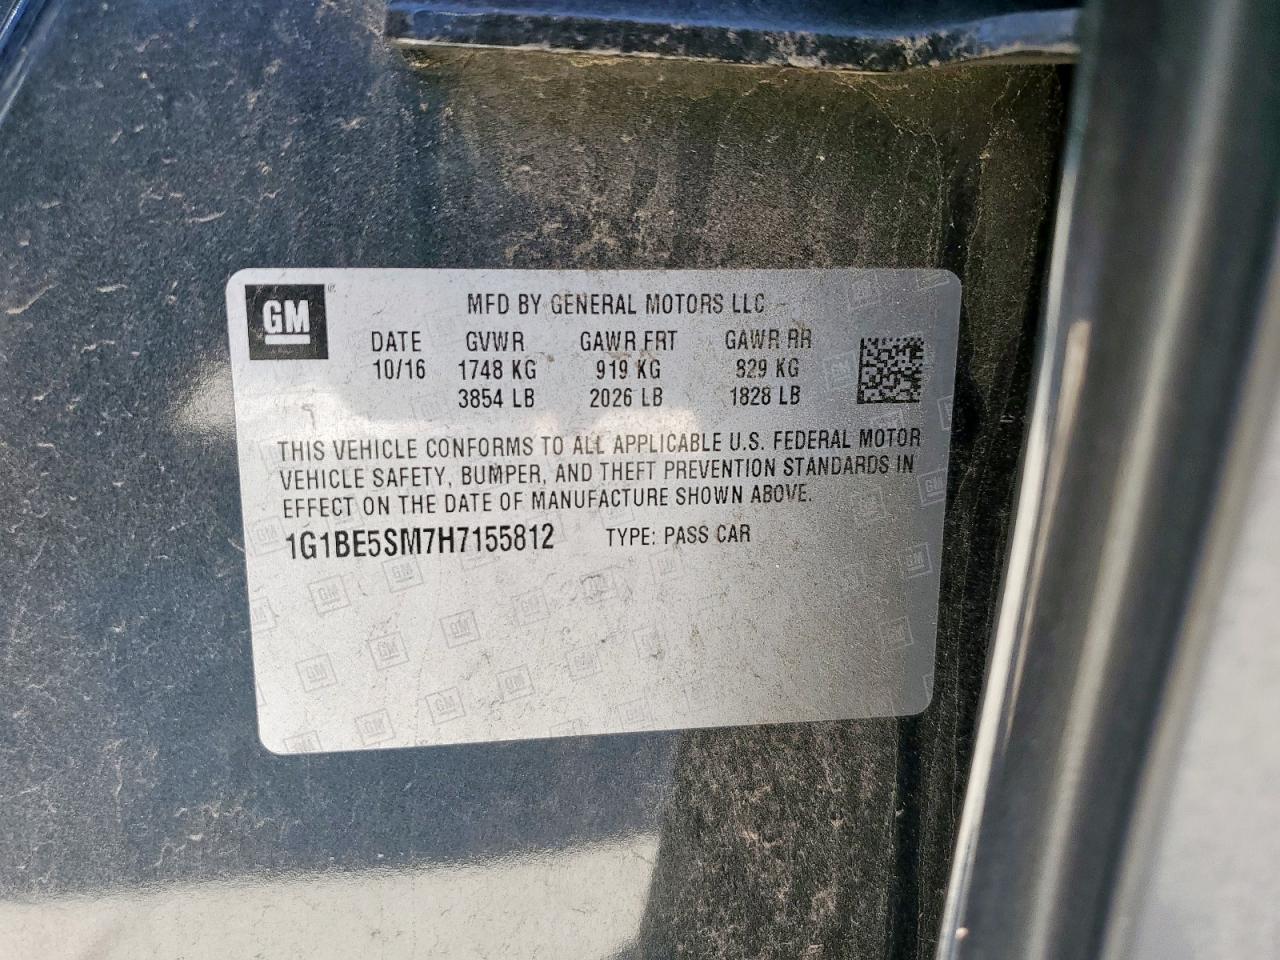 GM
MFD BY GENERAL MOTORS LLC
DATE GVWR GAWR FRT GAWR RR
10/16 1748 KG 919 KG 829 KG
3854 LB 2026 LB 1828 LB
THIS VEHICLE CONFORMS TO ALL APPLICABLE U.S. FEDERAL MOTOR
VEHICLE SAFETY, BUMPER, AND THEFT PREVENTION STANDARDS IN
EFFECT ON THE DATE OF MANUFACTURE SHOWN ABOVE.
1G1BE5SM7H7155812 TYPE: PASS CAR